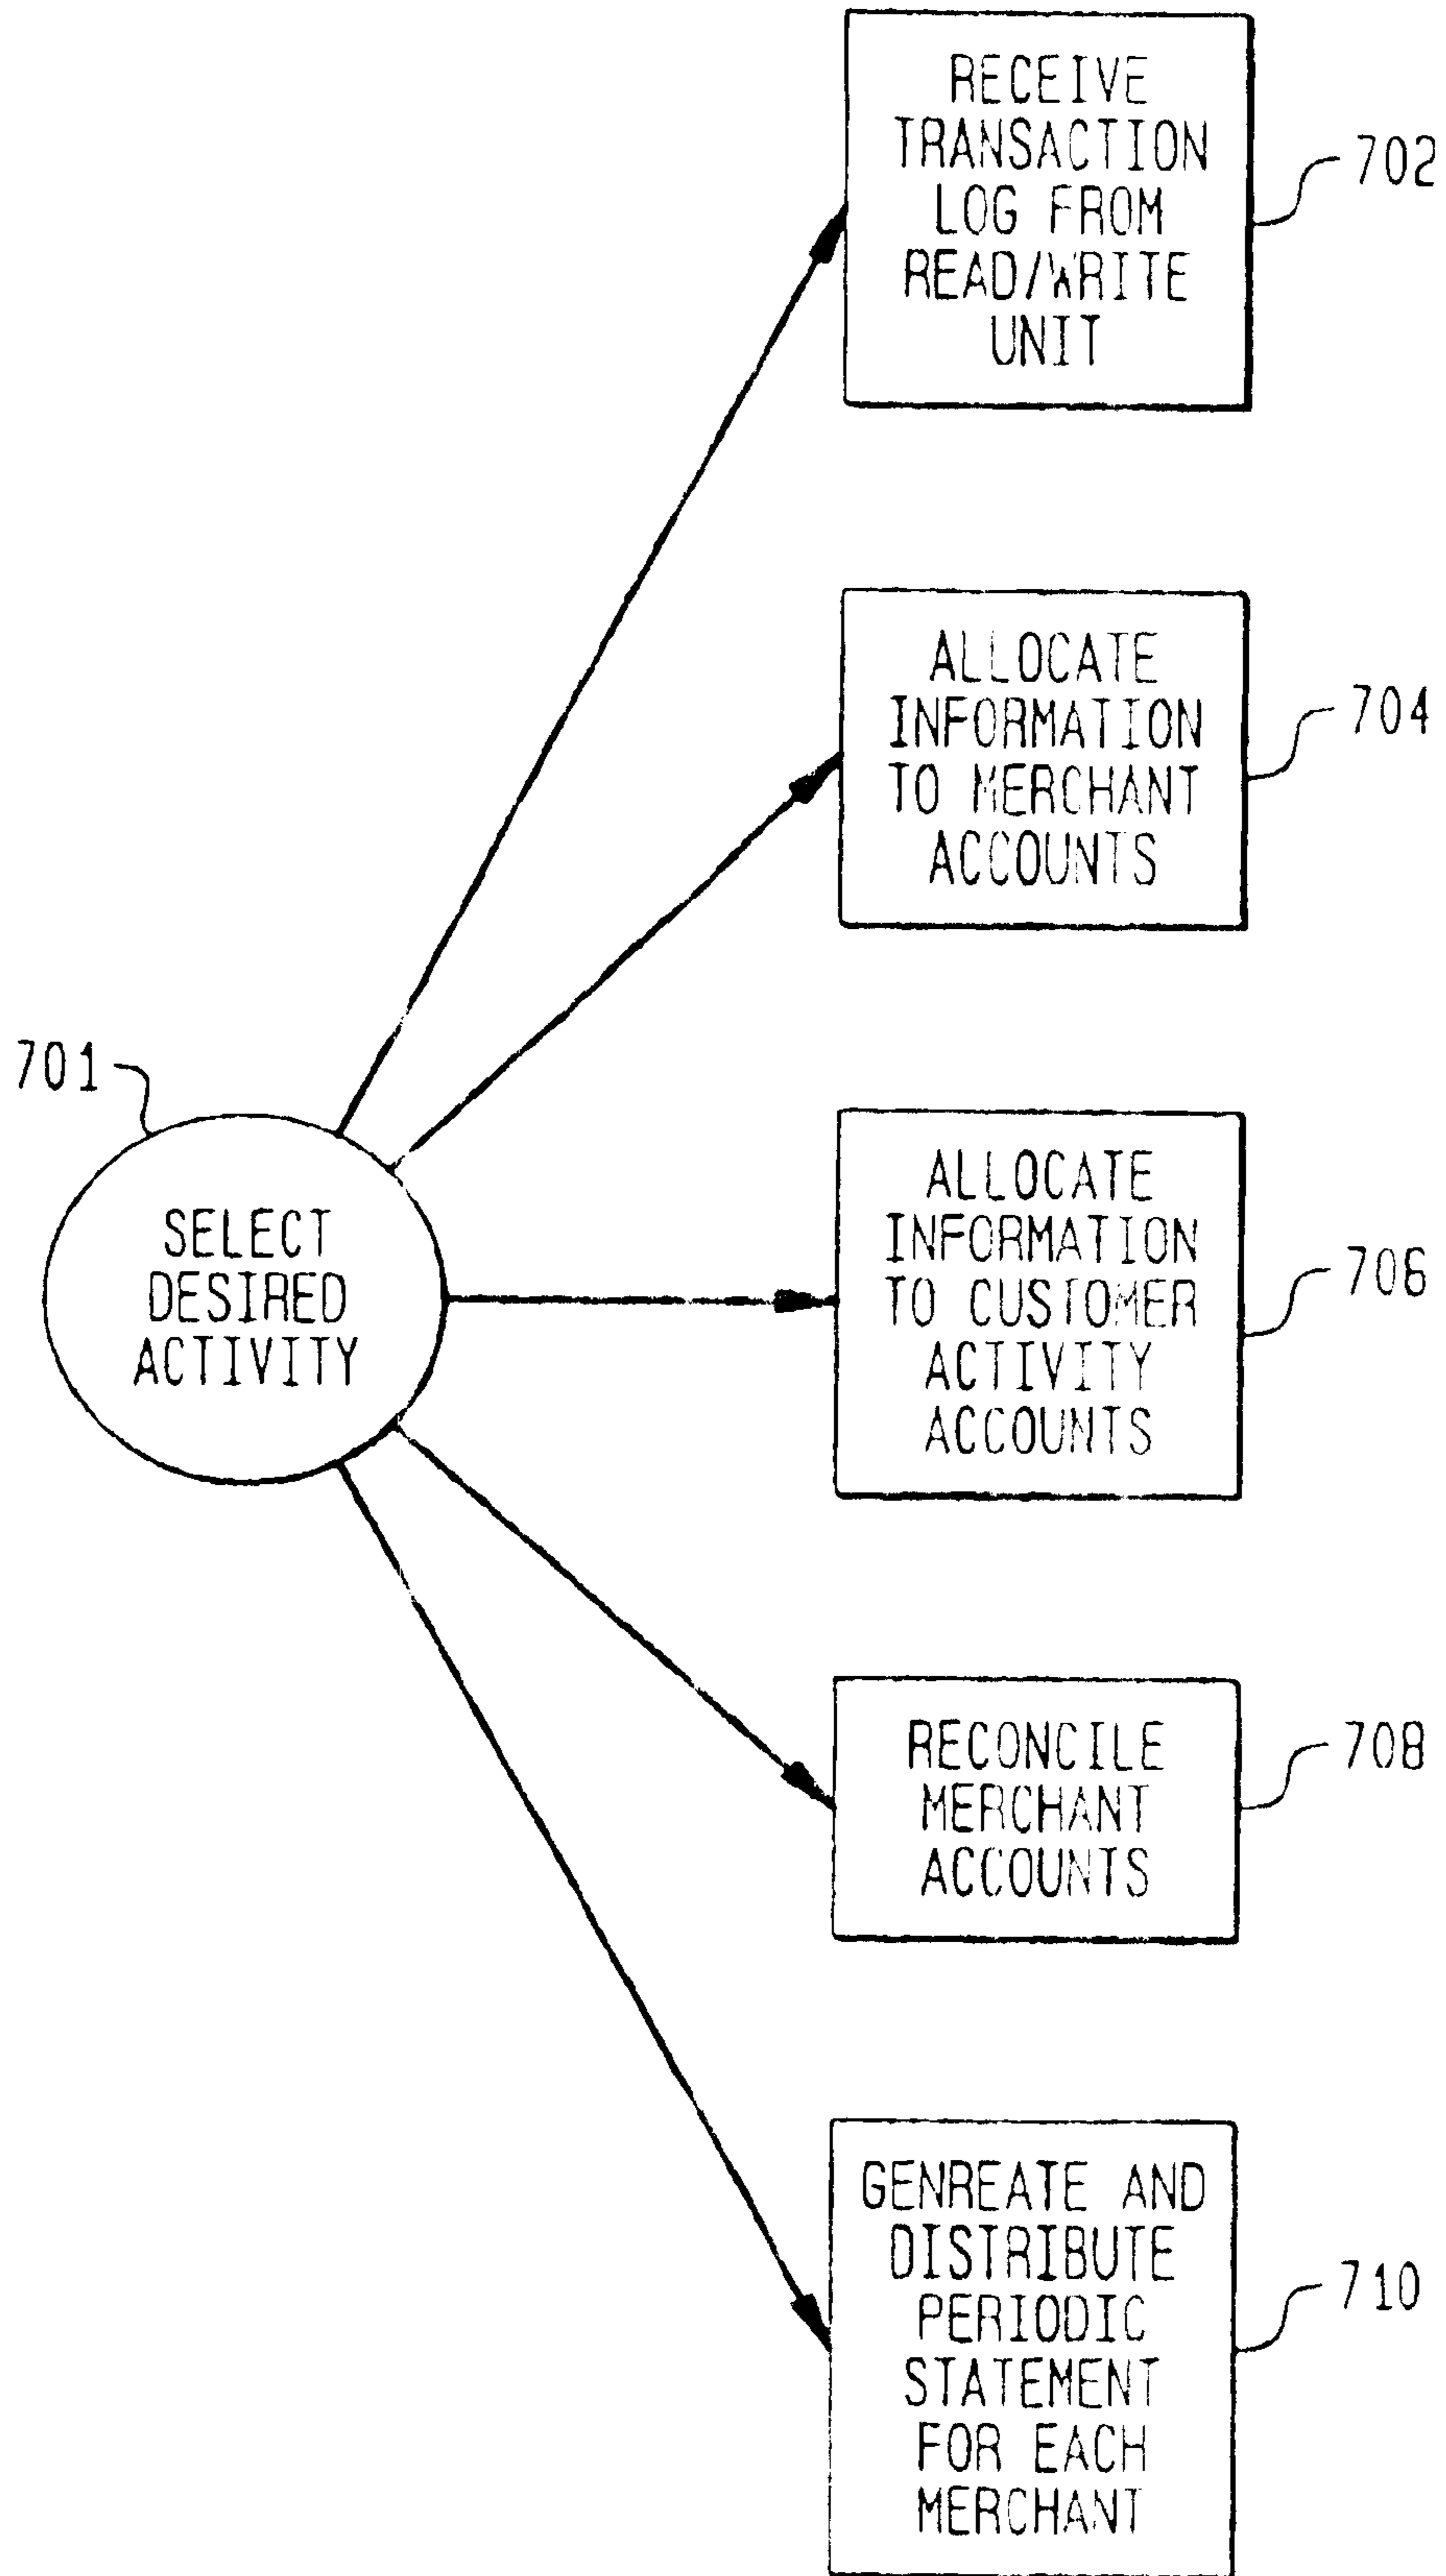 RECEIVE
TRANSACTION
LOG FROM
READ/WRITE
UNIT
702
ALLOCATE
INFORMATION
TO MERCHANT
ACCOUNTS
704
701
SELECT
DESIRED
ACTIVITY
ALLOCATE
INFORMATION
TO CUSTOMER
ACTIVITY
ACCOUNTS
706
RECONCILE
MERCHANT
ACCOUNTS
708
GENREATE AND
DISTRIBUTE
PERIODIC
STATEMENT
FOR EACH
MERCHANT
710